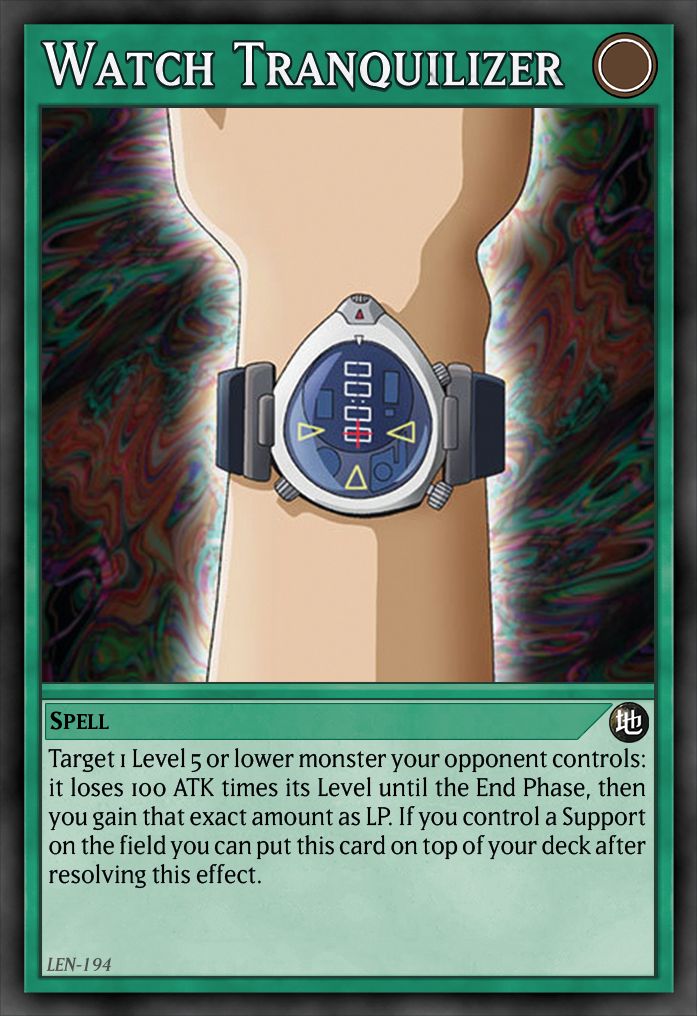 Watch Tranquilizer
00:00
Spell
Target 1 Level 5 or lower monster your opponent controls:
it loses 100 ATK times its Level until the End Phase, then
you gain that exact amount as LP. If you control a Support
on the field you can put this card on top of your deck after
resolving this effect.
LEN-194